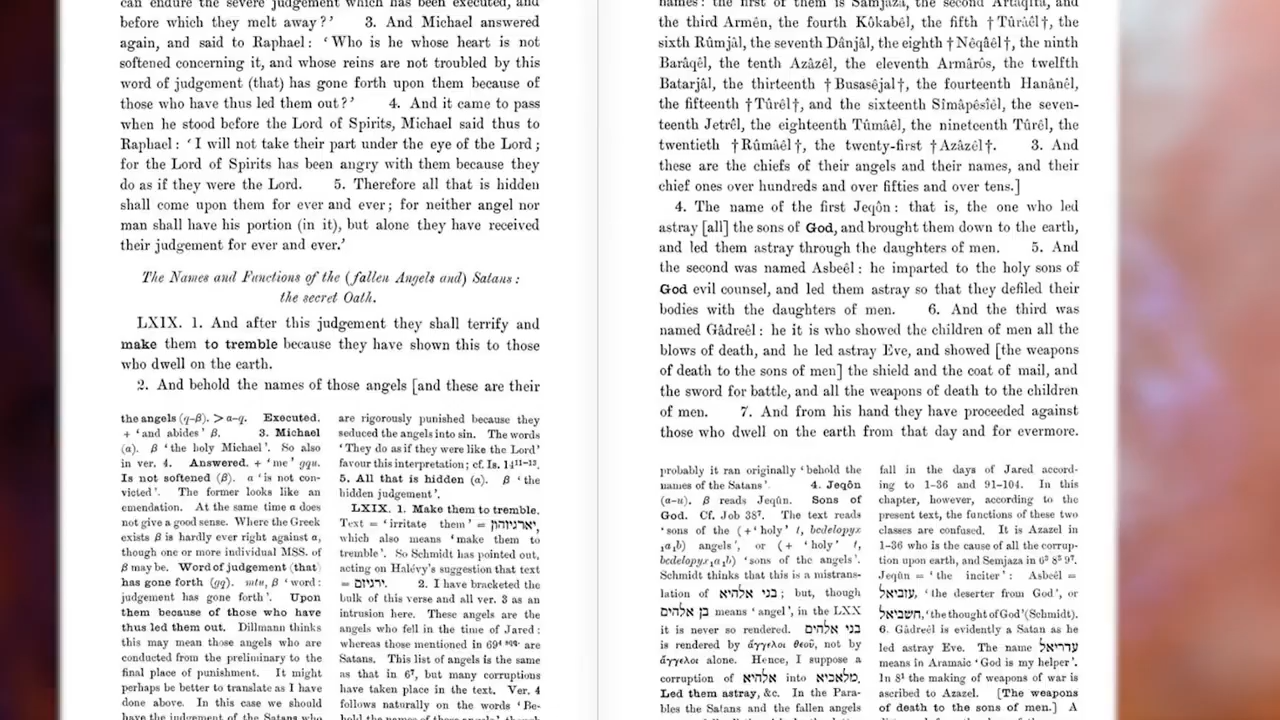 can endure the severe judgement which has been executed, and
before which they melt away?' 3. And Michael answered
again, and said to Raphael: 'Who is he whose heart is not
softened concerning it, and whose reins are not troubled by this
word of judgement (that) has gone forth upon them because of
those who have thus led them out?' 4. And it came to pass
when he stood before the Lord of Spirits, Michael said thus to
Raphael: 'I will not take their part under the eye of the Lord;
for the Lord of Spirits has been angry with them because they
do as if they were the Lord. 5. Therefore all that is hidden
shall come upon them for ever and ever; for neither angel nor
man shall have his portion (in it), but alone they have received
their judgement for ever and ever.'
The Names and Functions of the (fallen Angels and) Satans:
the secret Oath.
LXIX. 1. And after this judgement they shall terrify and
make them to tremble because they have shown this to those
who dwell on the earth.
2. And behold the names of those angels [and these are their
the angels (q-β). > a-q. Executed.
+ 'and abides' β. 3. Michael
(a). β 'the holy Michael'. So also
in ver. 4. Answered. + 'me' gqu.
Is not softened (β). a 'is not con-
victed'. The former looks like an
emendation. At the same time a does
not give a good sense. Where the Greek
exists β is hardly ever right against a,
though one or more individual MSS. of
β may be. Word of judgement (that)
has gone forth (gq). mtu, β 'word:
judgement has gone forth'. Upon
them because of those who have
thus led them out. Dillmann thinks
this may mean those angels who are
conducted from the preliminary to the
final place of punishment. It might
perhaps be better to translate as I have
done above. In this case we should
have the judgement of the Satans who
are rigorously punished because they
seduced the angels into sin. The words
'They do as if they were like the Lord'
favour this interpretation; cf. Is. 14¹¹⁻¹³.
5. All that is hidden (a). β 'the
hidden judgement'.
LXIX. 1. Make them to tremble.
Text = 'irritate them' = יארגיזוהון,
which also means 'make them to
tremble'. So Schmidt has pointed out,
acting on Halévy's suggestion that text
= ירגיזום. 2. I have bracketed the
bulk of this verse and all ver. 3 as an
intrusion here. These angels are the
angels who fell in the time of Jared:
whereas those mentioned in 69⁴ ˢqq· are
Satans. This list of angels is the same
as that in 6⁷, but many corruptions
have taken place in the text. Ver. 4
follows naturally on the words 'Be-
hold the names of those angels', though
names: the first of them is Samjâzâ, the second Artâqîfâ, and
the third Armên, the fourth Kôkabêl, the fifth †Tûrâêl†, the
sixth Rûmjâl, the seventh Dânjâl, the eighth †Nêqâêl†, the ninth
Barâqêl, the tenth Azâzêl, the eleventh Armârôs, the twelfth
Batarjâl, the thirteenth †Busasêjal†, the fourteenth Hanânêl,
the fifteenth †Tûrêl†, and the sixteenth Sîmâpêsîêl, the seven-
teenth Jetrêl, the eighteenth Tûmâêl, the nineteenth Tûrêl, the
twentieth †Rûmâêl†, the twenty-first †Azâzêl†. 3. And
these are the chiefs of their angels and their names, and their
chief ones over hundreds and over fifties and over tens.]
4. The name of the first Jeqôn: that is, the one who led
astray [all] the sons of God, and brought them down to the earth,
and led them astray through the daughters of men. 5. And
the second was named Asbeêl: he imparted to the holy sons of
God evil counsel, and led them astray so that they defiled their
bodies with the daughters of men. 6. And the third was
named Gâdreêl: he it is who showed the children of men all the
blows of death, and he led astray Eve, and showed [the weapons
of death to the sons of men] the shield and the coat of mail, and
the sword for battle, and all the weapons of death to the children
of men. 7. And from his hand they have proceeded against
those who dwell on the earth from that day and for evermore.
probably it ran originally 'behold the
names of the Satans'. 4. Jeqôn
(a-u). β reads Jeqûn. Sons of
God. Cf. Job 38⁷. The text reads
'sons of the (+ 'holy' t, bcdelopyx
₁a₁b) angels', or (+ 'holy' t,
bcdelopyx₁a₁b) 'sons of the angels'.
Schmidt thinks that this is a mistrans-
lation of בני אלהיא; but, though
בן אלהים means 'angel', in the LXX
it is never so rendered. בני אלהים
is rendered by ἄγγελοι θεοῦ, not by
ἄγγελοι alone. Hence, I suppose a
corruption of אלהיא into מלאכיא.
Led them astray, &c. In the Para-
bles the Satans and the fallen angels
fall in the days of Jared accord-
ing to 1-36 and 91-104. In this
chapter, however, according to the
present text, the functions of these two
classes are confused. It is Azazel in
1-36 who is the cause of all the corrup-
tion upon earth, and Semjaza in 6³ 8³ 9⁷.
Jeqûn = 'the inciter': Asbeêl =
עזביאל, 'the deserter from God', or
חשביאל, 'the thought of God' (Schmidt).
6. Gâdreêl is evidently a Satan as he
led astray Eve. The name עדריאל
means in Aramaic 'God is my helper'.
In 8¹ the making of weapons of war is
ascribed to Azazel. [The weapons
of death to the sons of men.] A